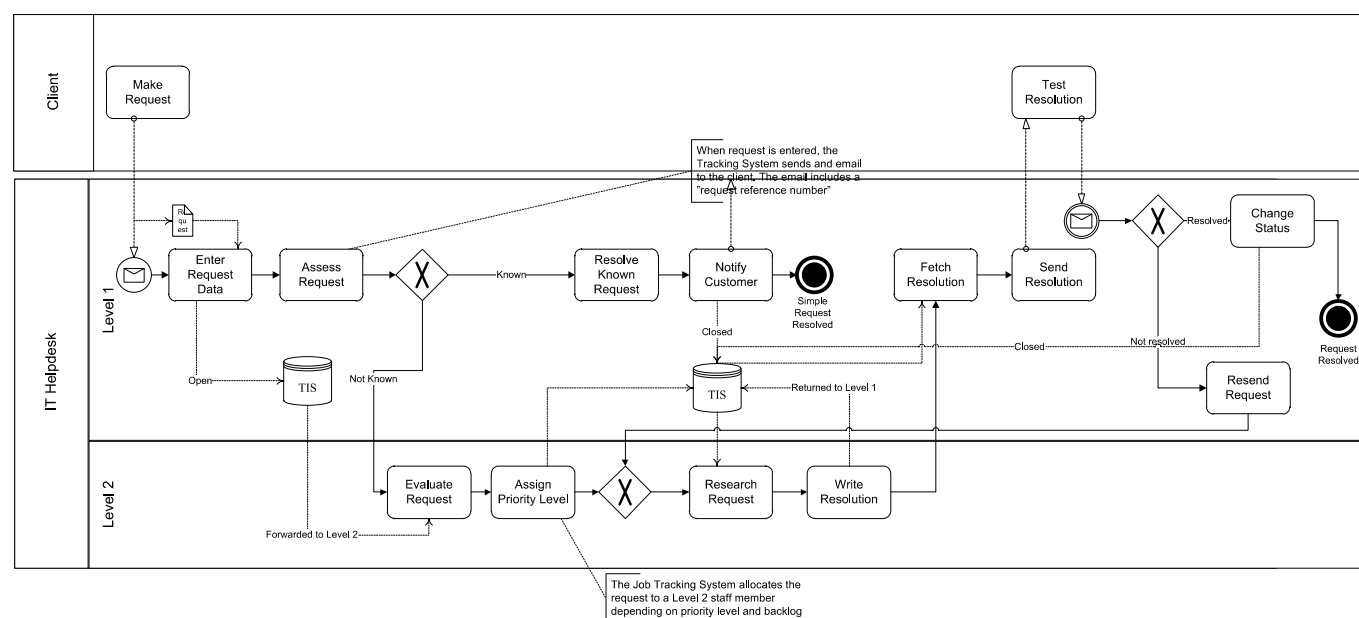 Client
Make
Request
Test
Resolution
When request is entered, the
Tracking System sends and email
to the client. The email includes a
"request reference number"
IT Helpdesk
Level 1
R
qu
est
Enter
Request
Data
Assess
Request
Known
Resolve
Known
Request
Notify
Customer
Simple
Request
Resolved
Fetch
Resolution
Send
Resolution
Resolved
Change
Status
Request
Resolved
Open
TIS
Not Known
Closed
TIS
Returned to Level 1
Closed
Not resolved
Resend
Request
Level 2
Evaluate
Request
Assign
Priority Level
Research
Request
Write
Resolution
Forwarded to Level 2
The Job Tracking System allocates the
request to a Level 2 staff member
depending on priority level and backlog